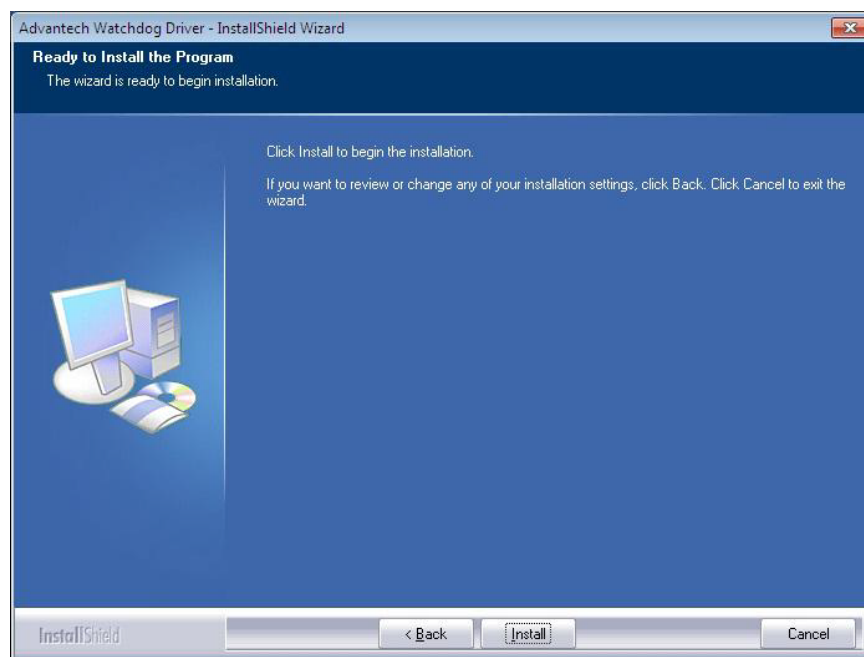 Advantech Watchdog Driver - InstallShield Wizard
Ready to Install the Program
The wizard is ready to begin installation.
Click Install to begin the installation.
If you want to review or change any of your installation settings, click Back. Click Cancel to exit the
wizard.
InstallShield
< Back
Install
Cancel